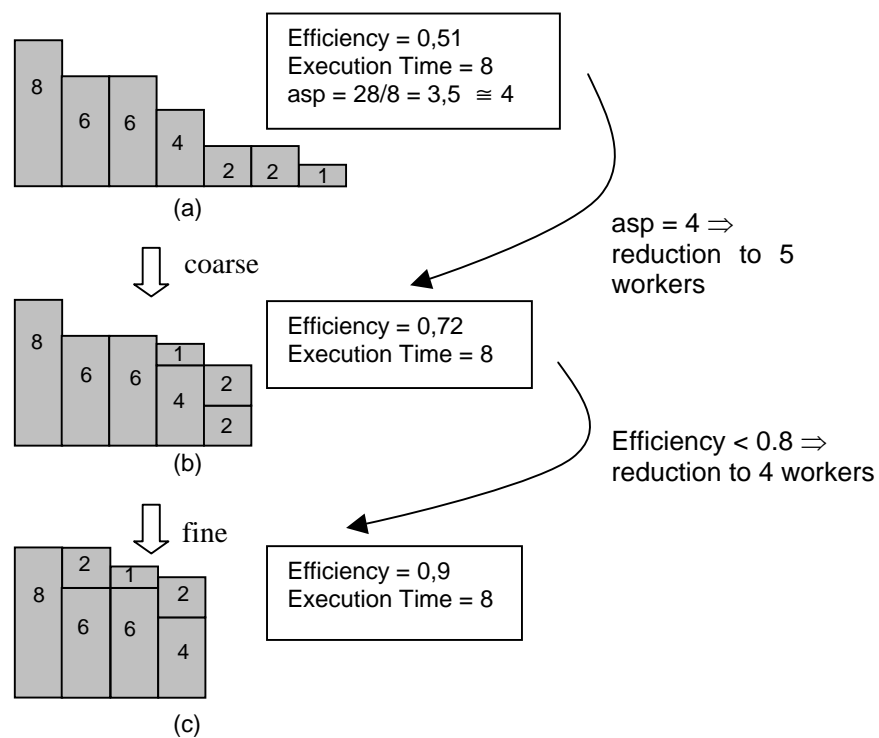 Efficiency = 0,51
Execution Time = 8
asp = 28/8 = 3,5 ≅ 4
8
6
6
4
2
2
1
(a)
asp = 4 ⇒
reduction to 5
workers
coarse
Efficiency = 0,72
Execution Time = 8
8
6
6
1
4
2
2
(b)
Efficiency < 0.8 ⇒
reduction to 4 workers
fine
Efficiency = 0,9
Execution Time = 8
8
2
6
1
6
2
4
(c)